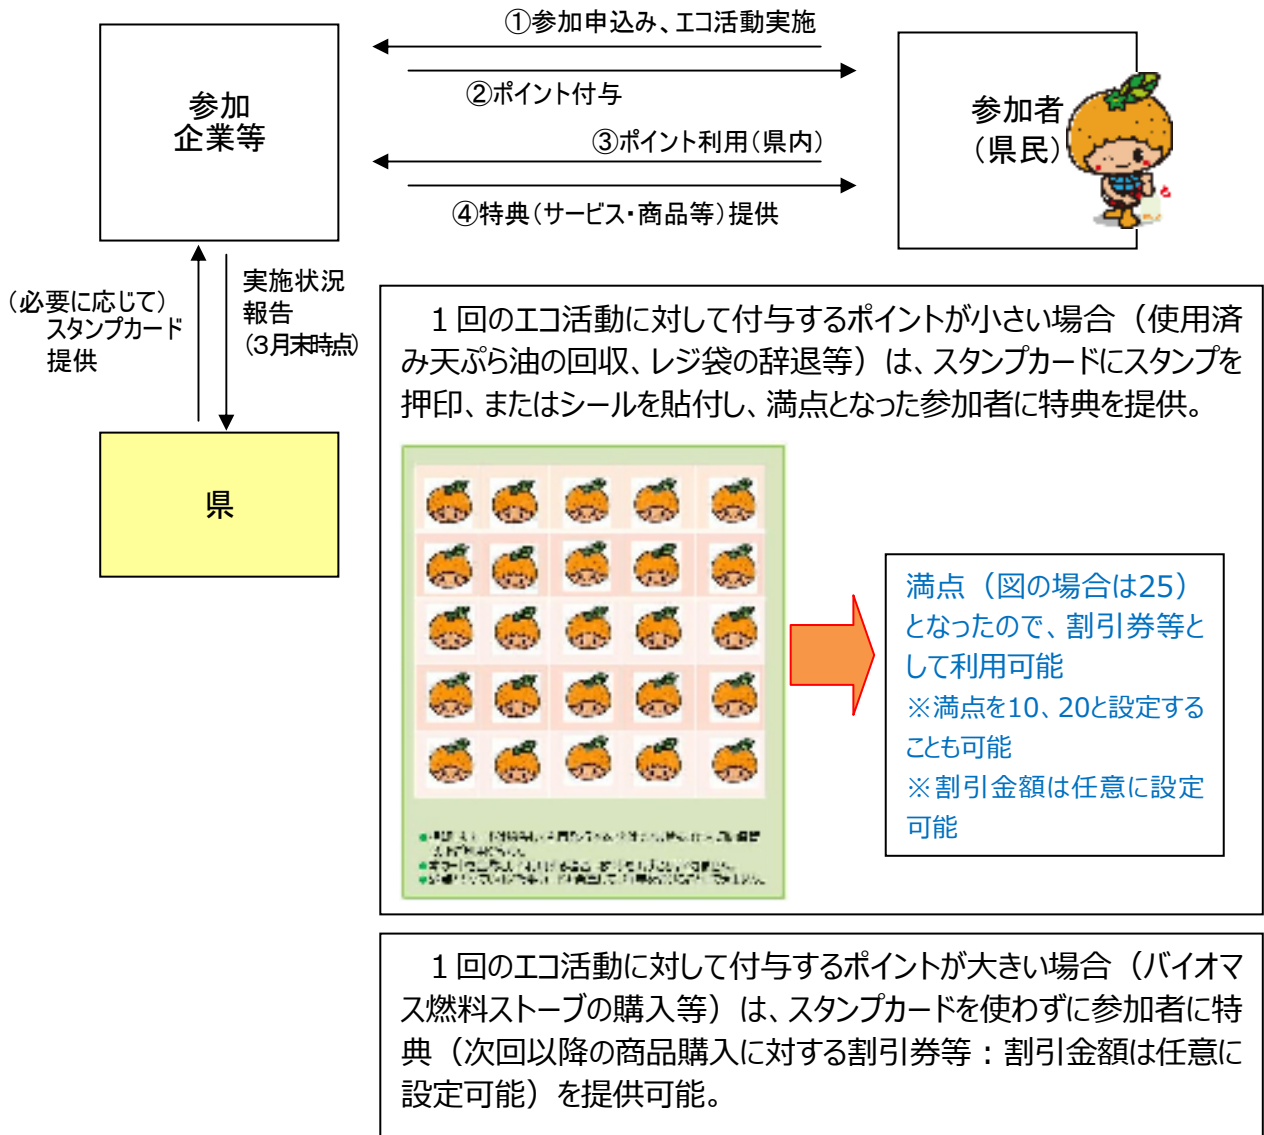 ①参加申込み、エコ活動実施
②ポイント付与
③ポイント利用（県内）
④特典（サービス・商品等）提供
参加
企業等
参加者
（県民）
（必要に応じて）
スタンプカード
提供
実施状況
報告
（3月末時点）
県
１回のエコ活動に対して付与するポイントが小さい場合（使用済
み天ぷら油の回収、レジ袋の辞退等）は、スタンプカードにスタンプを
押印、またはシールを貼付し、満点となった参加者に特典を提供。
満点（図の場合は25）
となったので、割引券等と
して利用可能
※満点を10、20と設定する
ことも可能
※割引金額は任意に設定
可能
１回のエコ活動に対して付与するポイントが大きい場合（バイオマ
ス燃料ストーブの購入等）は、スタンプカードを使わずに参加者に特
典（次回以降の商品購入に対する割引券等：割引金額は任意に
設定可能）を提供可能。